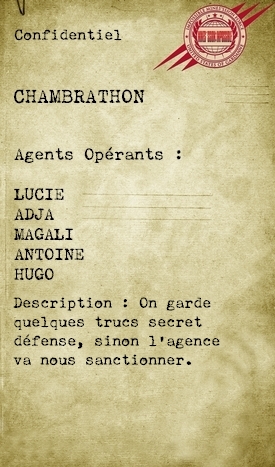 Confidentiel
CHAMBRATHON
Agents Opérants :
LUCIE
ADJA
MAGALI
ANTOINE
HUGO
Description : On garde
quelques trucs secret
défense, sinon l'agence
va nous sanctionner.